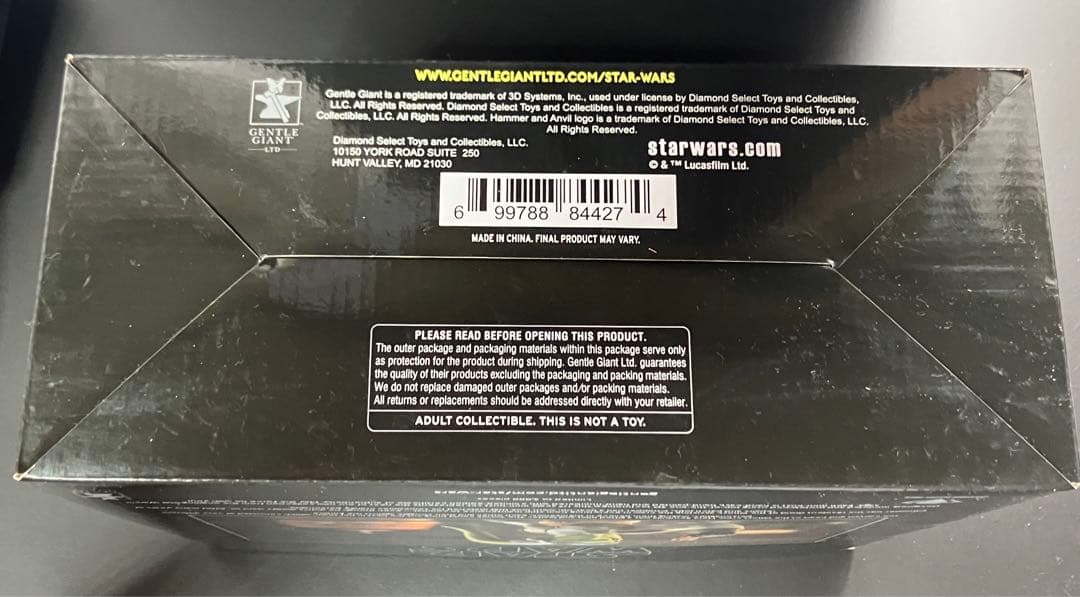 WWW.GENTLEGIANTLTD.COM/STAR-WARS
Gentle Giant is a registered trademark of 3D Systems, Inc., used under license by Diamond Select Toys and Collectibles,
LLC. All Rights Reserved. Diamond Select Toys and Collectibles is a registered trademark of Diamond Select Toys and
Collectibles, LLC. All Rights Reserved. Hammer and Anvil logo is a trademark of Diamond Select Toys and Collectibles, LLC.
All Rights Reserved.
GENTLE
GIANT
LTD
Diamond Select Toys and Collectibles, LLC.
10150 YORK ROAD SUITE 250
HUNT VALLEY, MD 21030
starwars.com
© & ™ Lucasfilm Ltd.
6 99788 84427 4
MADE IN CHINA. FINAL PRODUCT MAY VARY.
PLEASE READ BEFORE OPENING THIS PRODUCT.
The outer package and packaging materials within this package serve only
as protection for the product during shipping. Gentle Giant Ltd. guarantees
the quality of their products excluding the packaging and packing materials.
We do not replace damaged outer packages and/or packing materials.
All returns or replacements should be addressed directly with your retailer.
ADULT COLLECTIBLE. THIS IS NOT A TOY.
gentlegiantltd.com/star-wars